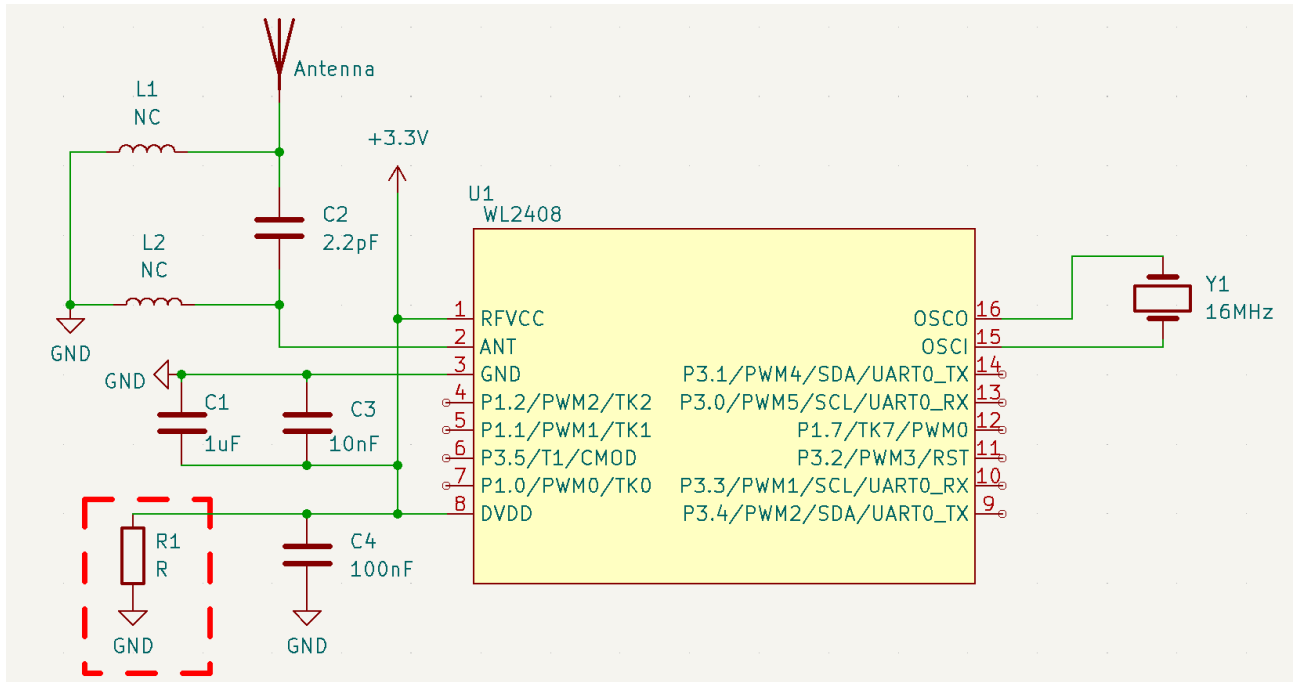 Antenna
L1
NC
+3.3V
U1
WL2408
C2
2.2pF
L2
NC
GND
1 RFVCC
2 ANT
3 GND
4 P1.2/PWM2/TK2
5 P1.1/PWM1/TK1
6 P3.5/T1/CMOD
7 P1.0/PWM0/TK0
8 DVDD
OSCO 16
OSCI 15
P3.1/PWM4/SDA/UART0_TX 14
P3.0/PWM5/SCL/UART0_RX 13
P1.7/TK7/PWM0 12
P3.2/PWM3/RST 11
P3.3/PWM1/SCL/UART0_RX 10
P3.4/PWM2/SDA/UART0_TX 9
Y1
16MHz
GND
C1
1uF
C3
10nF
R1
R
GND
C4
100nF
GND